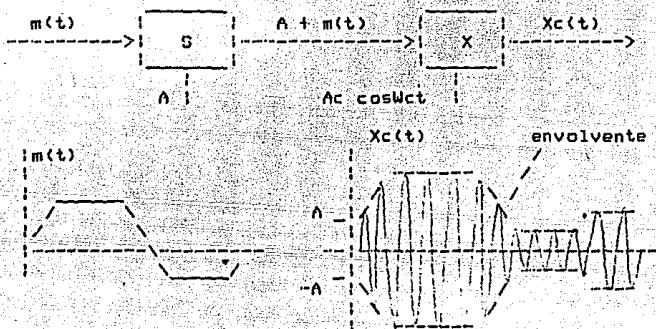 m(t) A + m(t) Xc(t)
S X
A Ac cosWct
m(t) Xc(t) envolvente
A
-A